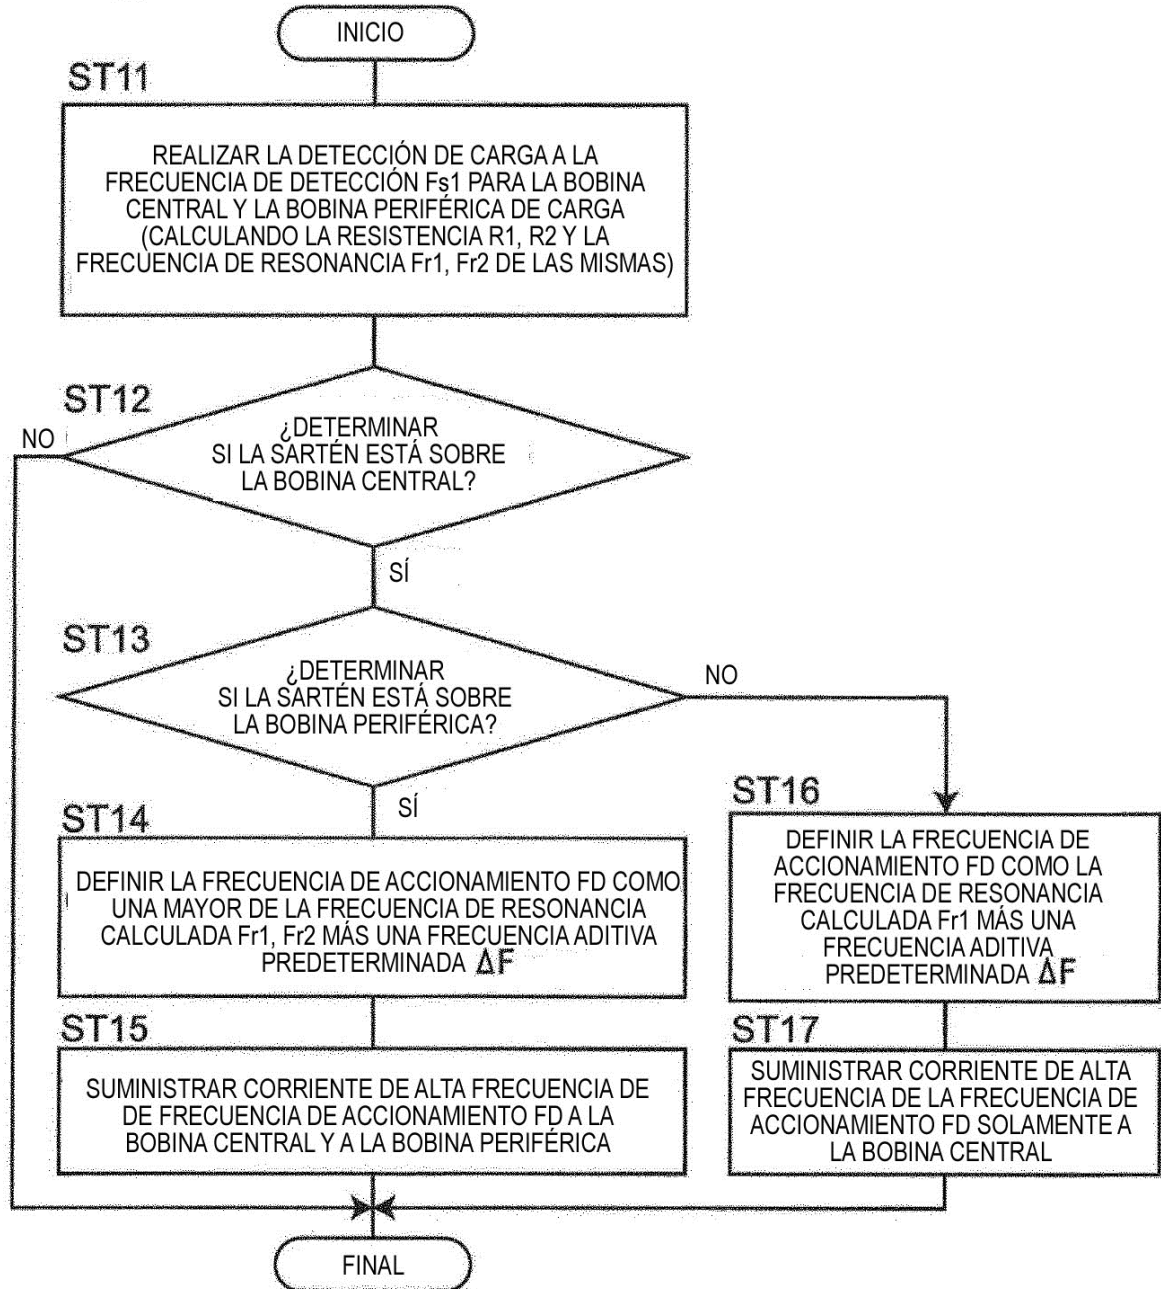 INICIO
ST11
REALIZAR LA DETECCIÓN DE CARGA A LA
FRECUENCIA DE DETECCIÓN Fs1 PARA LA BOBINA
CENTRAL Y LA BOBINA PERIFÉRICA DE CARGA
(CALCULANDO LA RESISTENCIA R1, R2 Y LA
FRECUENCIA DE RESONANCIA Fr1, Fr2 DE LAS MISMAS)
ST12
NO
¿DETERMINAR
SI LA SARTÉN ESTÁ SOBRE
LA BOBINA CENTRAL?
SÍ
ST13
¿DETERMINAR
SI LA SARTÉN ESTÁ SOBRE
LA BOBINA PERIFÉRICA?
NO
SÍ
ST14
DEFINIR LA FRECUENCIA DE ACCIONAMIENTO FD COMO
UNA MAYOR DE LA FRECUENCIA DE RESONANCIA
CALCULADA Fr1, Fr2 MÁS UNA FRECUENCIA ADITIVA
PREDETERMINADA ΔF
ST16
DEFINIR LA FRECUENCIA DE
ACCIONAMIENTO FD COMO LA
FRECUENCIA DE RESONANCIA
CALCULADA Fr1 MÁS UNA
FRECUENCIA ADITIVA
PREDETERMINADA ΔF
ST15
SUMINISTRAR CORRIENTE DE ALTA FRECUENCIA DE
DE FRECUENCIA DE ACCIONAMIENTO FD A LA
BOBINA CENTRAL Y A LA BOBINA PERIFÉRICA
ST17
SUMINISTRAR CORRIENTE DE ALTA
FRECUENCIA DE LA FRECUENCIA DE
ACCIONAMIENTO FD SOLAMENTE A
LA BOBINA CENTRAL
FINAL